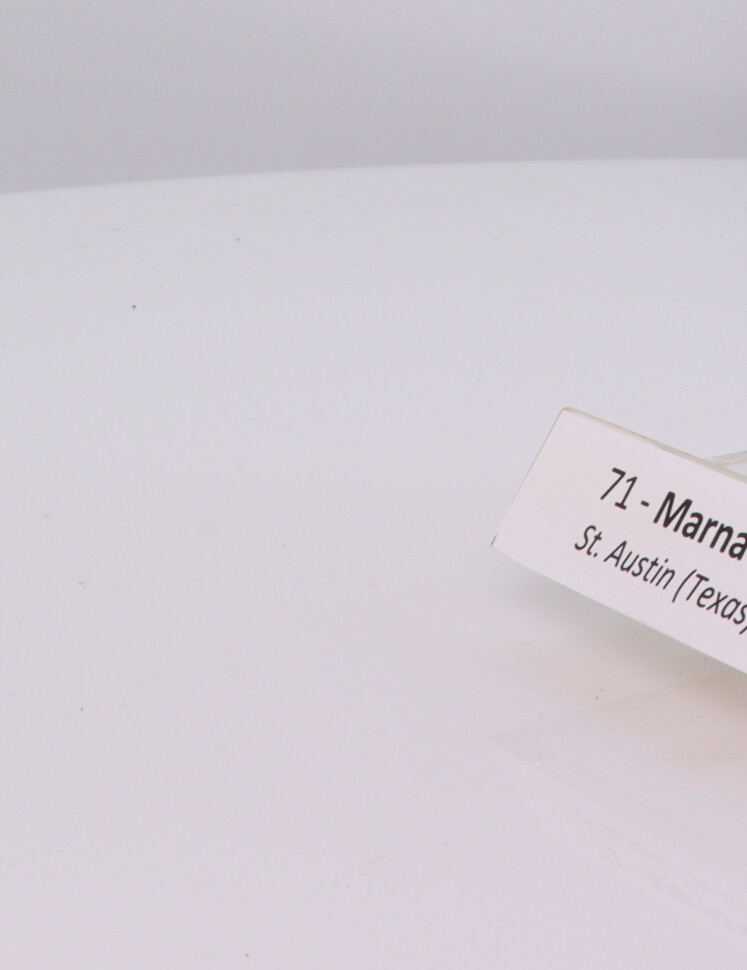 71 - Marna
St. Austin (Texas)